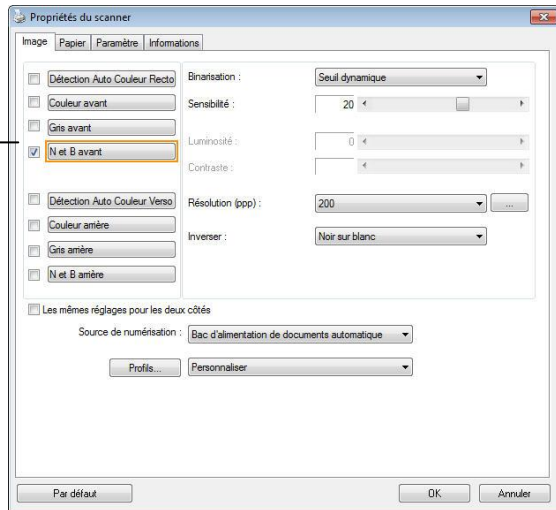 Propriétés du scanner
Image Papier Paramètre Informations
Détection Auto Couleur Recto
Couleur avant
Gris avant
N et B avant
Détection Auto Couleur Verso
Couleur arrière
Gris arrière
N et B arrière
Binarisation : Seuil dynamique
Sensibilité : 20
Luminosité : 0
Contraste :
Résolution (ppp) : 200 ...
Inverser : Noir sur blanc
Les mêmes réglages pour les deux côtés
Source de numérisation : Bac d'alimentation de documents automatique
Profils... Personnaliser
Par défaut OK Annuler